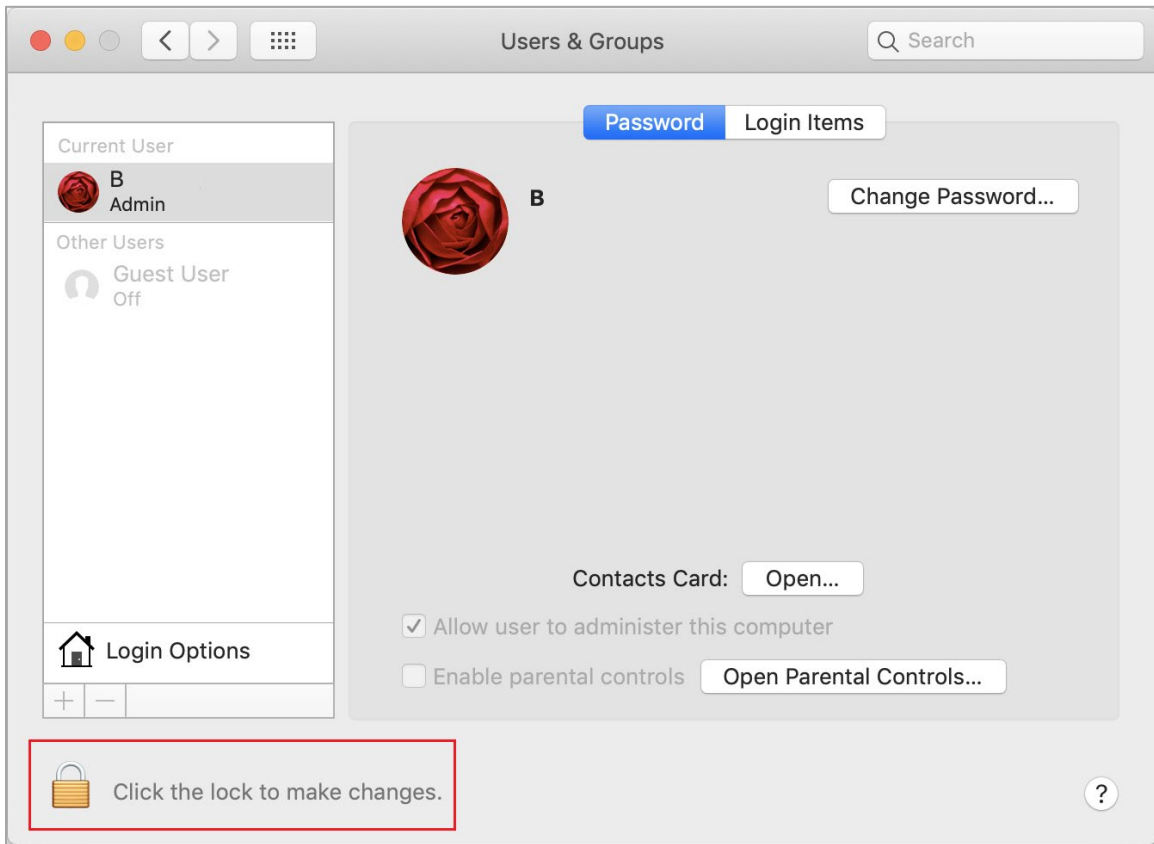 Users & Groups
Search
Password
Login Items
Current User
B
Admin
Other Users
Guest User
Off
Login Options
B
Change Password...
Contacts Card:
Open...
Allow user to administer this computer
Enable parental controls
Open Parental Controls...
Click the lock to make changes.
?